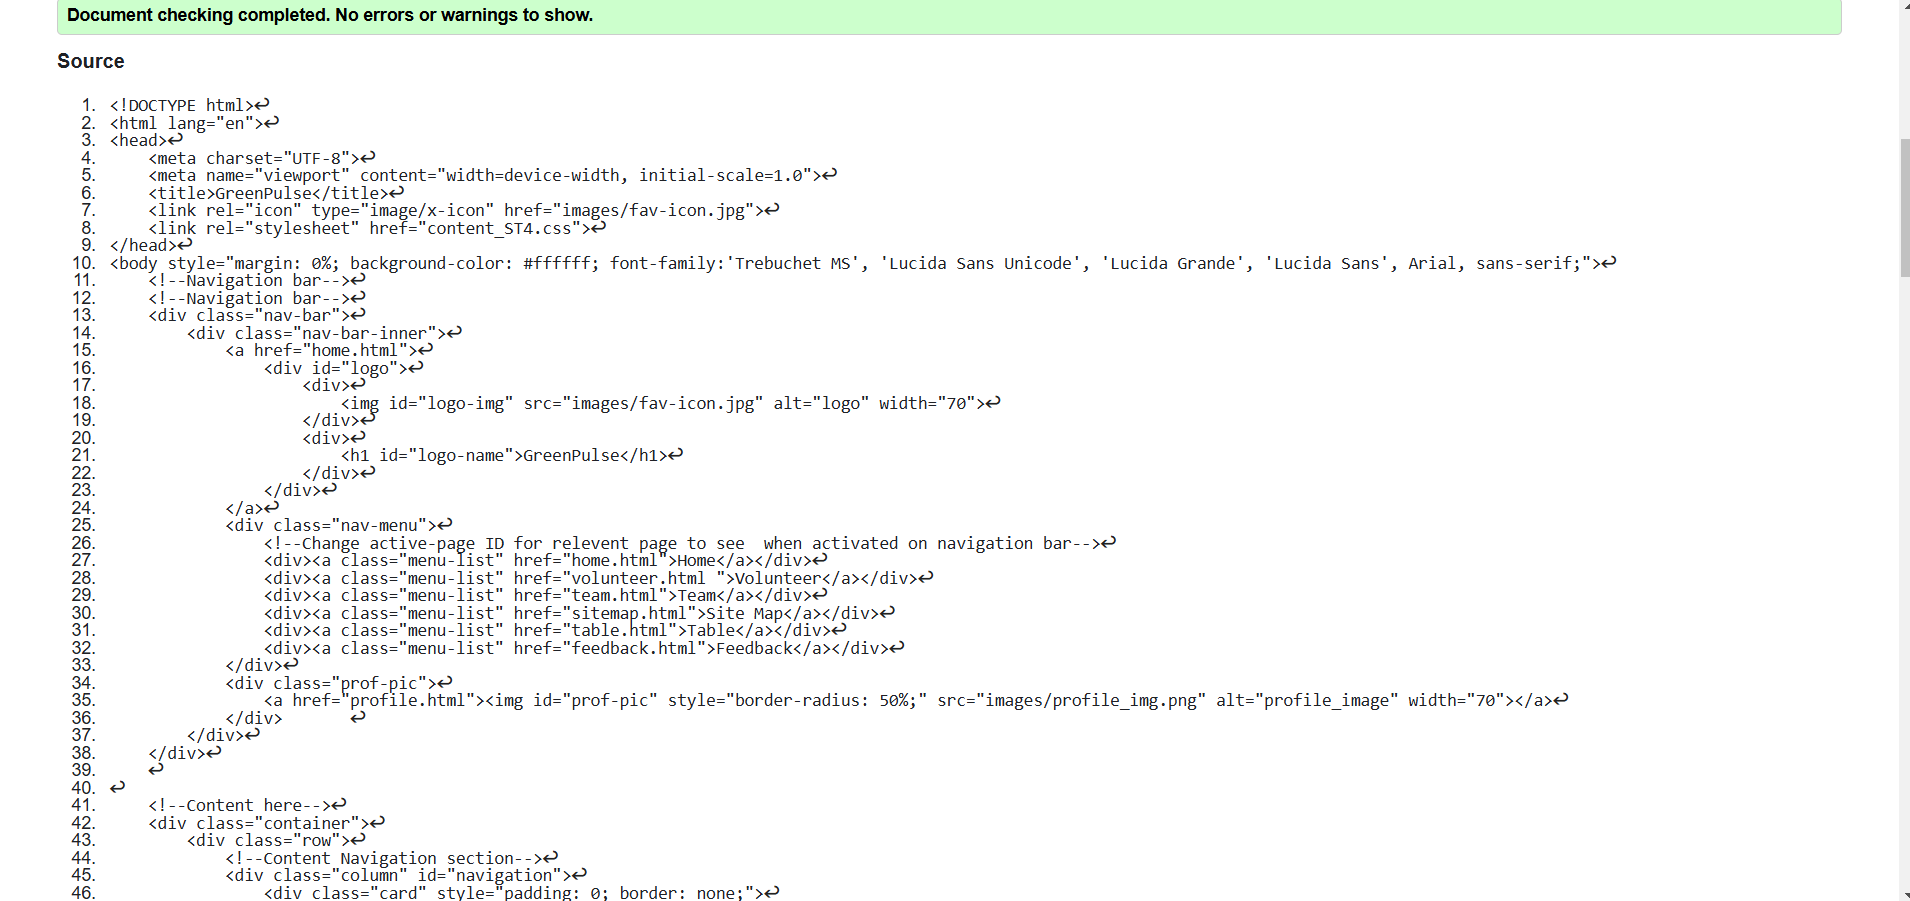 Document checking completed. No errors or warnings to show.
Source
1. <!DOCTYPE html>↩
2. <html lang="en">↩
3. <head>↩
4.     <meta charset="UTF-8">↩
5.     <meta name="viewport" content="width=device-width, initial-scale=1.0">↩
6.     <title>GreenPulse</title>↩
7.     <link rel="icon" type="image/x-icon" href="images/fav-icon.jpg">↩
8.     <link rel="stylesheet" href="content_ST4.css">↩
9. </head>↩
10. <body style="margin: 0%; background-color: #ffffff; font-family:'Trebuchet MS', 'Lucida Sans Unicode', 'Lucida Grande', 'Lucida Sans', Arial, sans-serif;">↩
11.     <!--Navigation bar-->↩
12.     <!--Navigation bar-->↩
13.     <div class="nav-bar">↩
14.         <div class="nav-bar-inner">↩
15.             <a href="home.html">↩
16.                 <div id="logo">↩
17.                     <div>↩
18.                         <img id="logo-img" src="images/fav-icon.jpg" alt="logo" width="70">↩
19.                     </div>↩
20.                     <div>↩
21.                         <h1 id="logo-name">GreenPulse</h1>↩
22.                     </div>↩
23.                 </div>↩
24.             </a>↩
25.             <div class="nav-menu">↩
26.                 <!--Change active-page ID for relevent page to see  when activated on navigation bar-->↩
27.                 <div><a class="menu-list" href="home.html">Home</a></div>↩
28.                 <div><a class="menu-list" href="volunteer.html ">Volunteer</a></div>↩
29.                 <div><a class="menu-list" href="team.html">Team</a></div>↩
30.                 <div><a class="menu-list" href="sitemap.html">Site Map</a></div>↩
31.                 <div><a class="menu-list" href="table.html">Table</a></div>↩
32.                 <div><a class="menu-list" href="feedback.html">Feedback</a></div>↩
33.             </div>↩
34.             <div class="prof-pic">↩
35.                 <a href="profile.html"><img id="prof-pic" style="border-radius: 50%;" src="images/profile_img.png" alt="profile_image" width="70"></a>↩
36.             </div>       ↩
37.         </div>↩
38.     </div>↩
39.     ↩
40. ↩
41.     <!--Content here-->↩
42.     <div class="container">↩
43.         <div class="row">↩
44.             <!--Content Navigation section-->↩
45.             <div class="column" id="navigation">↩
46.                 <div class="card" style="padding: 0; border: none;">↩